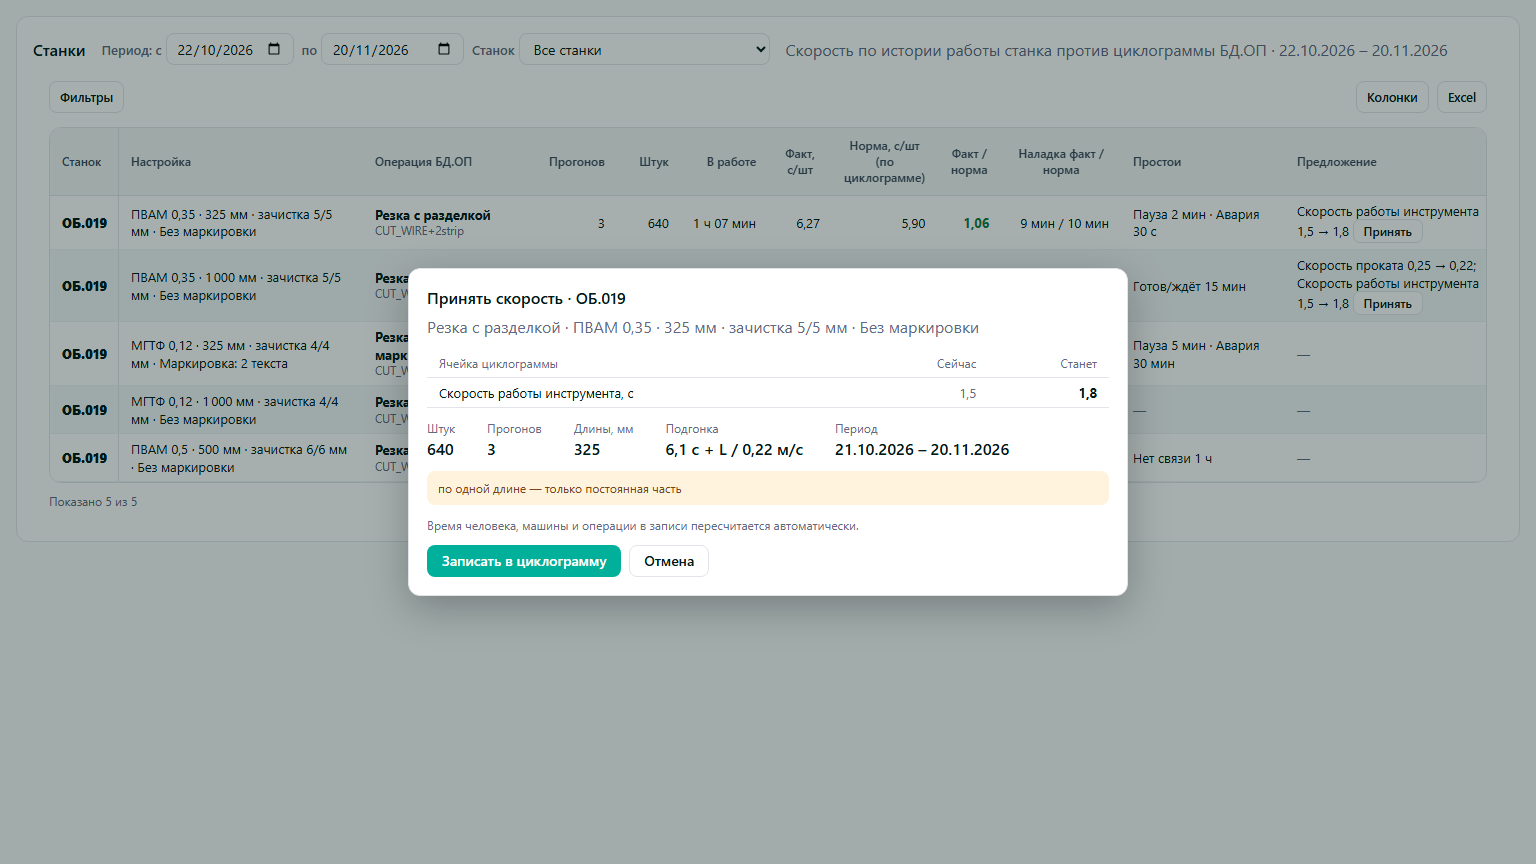 Станки
Период: с
22/10/2026
по
20/11/2026
Станок
Все станки
Скорость по истории работы станка против циклограммы БД.ОП · 22.10.2026 – 20.11.2026
Фильтры
Колонки
Excel
Станок
Настройка
Операция БД.ОП
Прогонов
Штук
В работе
Факт,
с/шт
Норма, с/шт
(по
циклограмме)
Факт /
норма
Наладка факт /
норма
Простои
Предложение
ОБ.019
ПВАМ 0,35 · 325 мм · зачистка 5/5
мм · Без маркировки
Резка с разделкой
CUT_WIRE+2strip
3
640
1 ч 07 мин
6,27
5,90
1,06
9 мин / 10 мин
Пауза 2 мин · Авария
30 с
Скорость работы инструмента
1,5 → 1,8
Принять
ОБ.019
ПВАМ 0,35 · 1 000 мм · зачистка 5/5
мм · Без маркировки
Резка
CUT_W
Готов/ждёт 15 мин
Скорость проката 0,25 → 0,22;
Скорость работы инструмента
1,5 → 1,8
Принять
ОБ.019
МГТФ 0,12 · 325 мм · зачистка 4/4
мм · Маркировка: 2 текста
Резка
марк
CUT_W
Пауза 5 мин · Авария
30 мин
—
ОБ.019
МГТФ 0,12 · 1 000 мм · зачистка 4/4
мм · Без маркировки
Резка
CUT_W
—
—
ОБ.019
ПВАМ 0,5 · 500 мм · зачистка 6/6 мм
· Без маркировки
Резка
CUT_W
Нет связи 1 ч
—
Показано 5 из 5
Принять скорость · ОБ.019
Резка с разделкой · ПВАМ 0,35 · 325 мм · зачистка 5/5 мм · Без маркировки
Ячейка циклограммы
Сейчас
Станет
Скорость работы инструмента, с
1,5
1,8
Штук
640
Прогонов
3
Длины, мм
325
Подгонка
6,1 с + L / 0,22 м/с
Период
21.10.2026 – 20.11.2026
по одной длине — только постоянная часть
Время человека, машины и операции в записи пересчитается автоматически.
Записать в циклограмму
Отмена